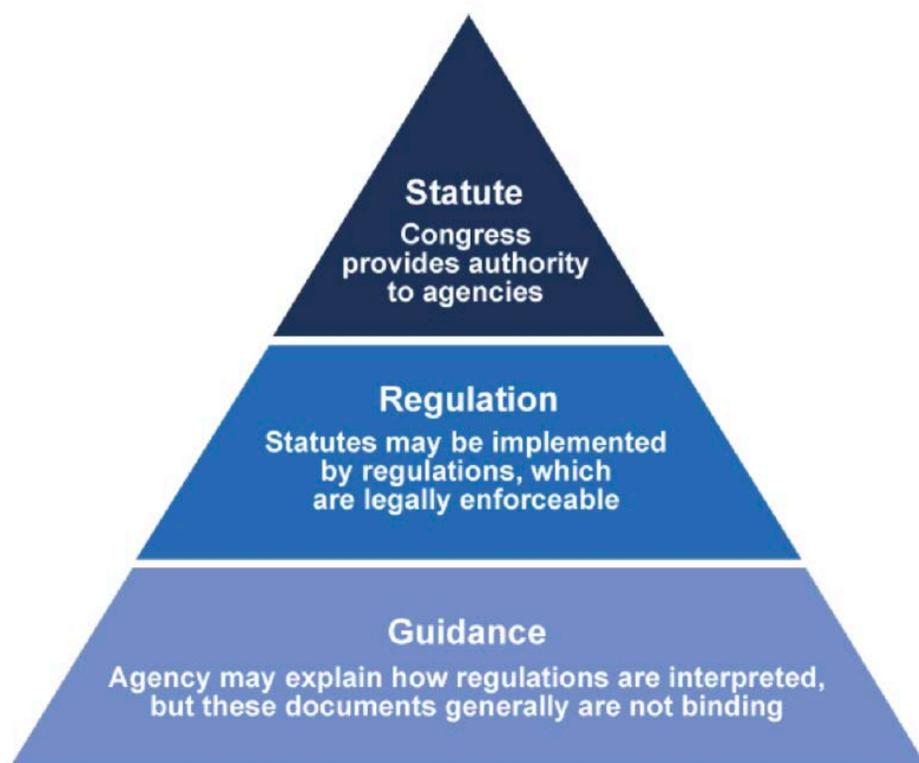 Statute
Congress
provides authority
to agencies
Regulation
Statutes may be implemented
by regulations, which
are legally enforceable
Guidance
Agency may explain how regulations are interpreted,
but these documents generally are not binding